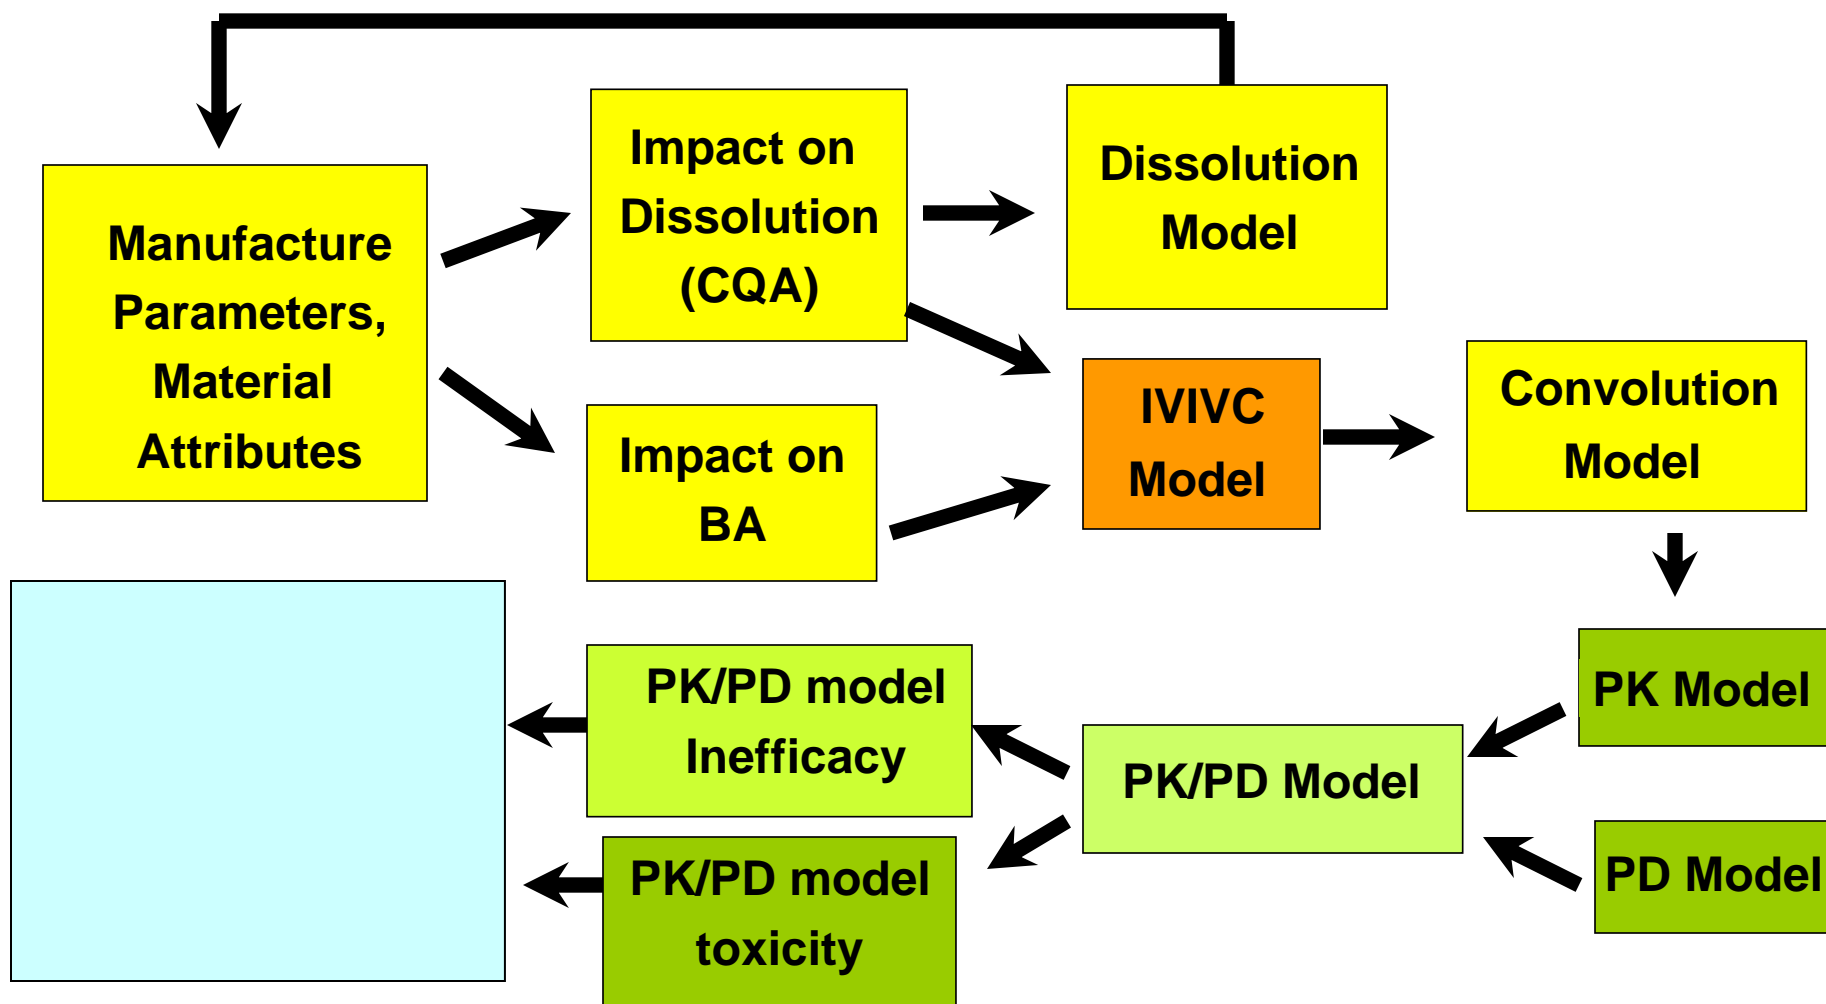 Manufacture
Parameters,
Material
Attributes
Impact on
Dissolution
(CQA)
Dissolution
Model
Impact on
BA
IVIVC
Model
Convolution
Model
PK Model
PD Model
PK/PD Model
PK/PD model
Inefficacy
PK/PD model
toxicity